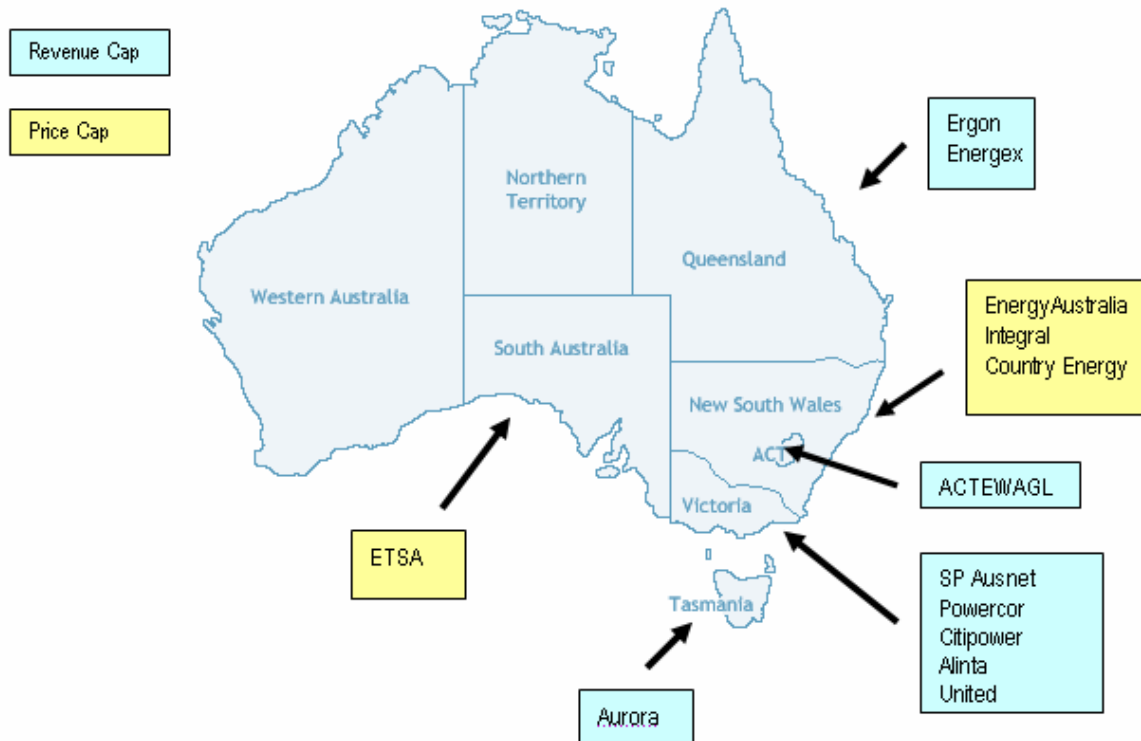 Revenue Cap
Price Cap
Ergon
Energex
Northern
Territory
Queensland
Western Australia
EnergyAustralia
Integral
Country Energy
South Australia
New South Wales
ACT
ACTEWAGL
Victoria
ETSA
SP Ausnet
Powercor
Citipower
Alinta
United
Tasmania
Aurora